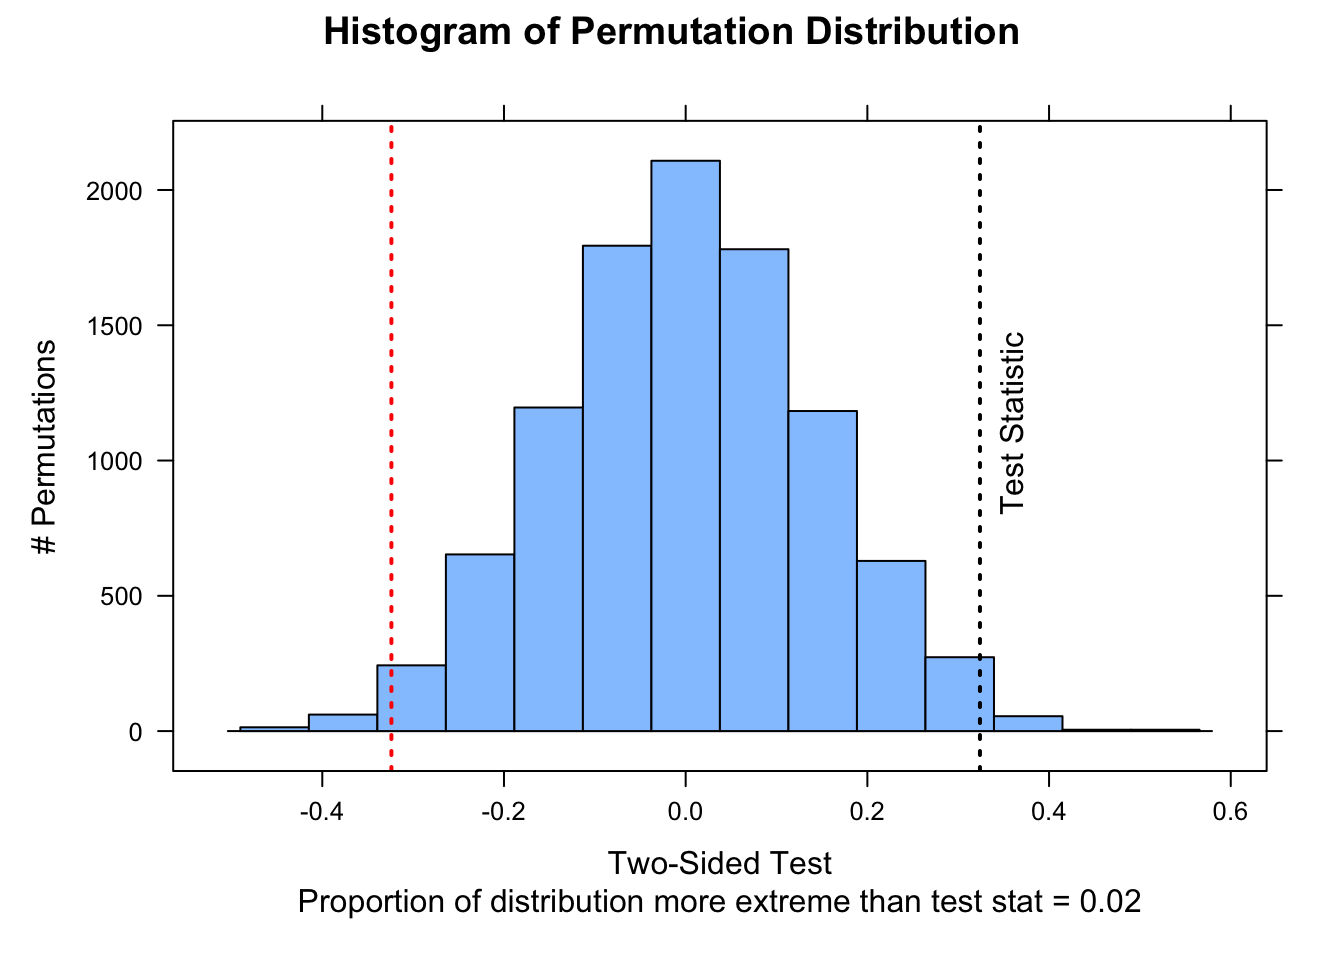 Histogram of Permutation Distribution
2000
1500
1000
500
0
# Permutations
Test Statistic
-0.4
-0.2
0.0
0.2
0.4
0.6
Two-Sided Test
Proportion of distribution more extreme than test stat = 0.02